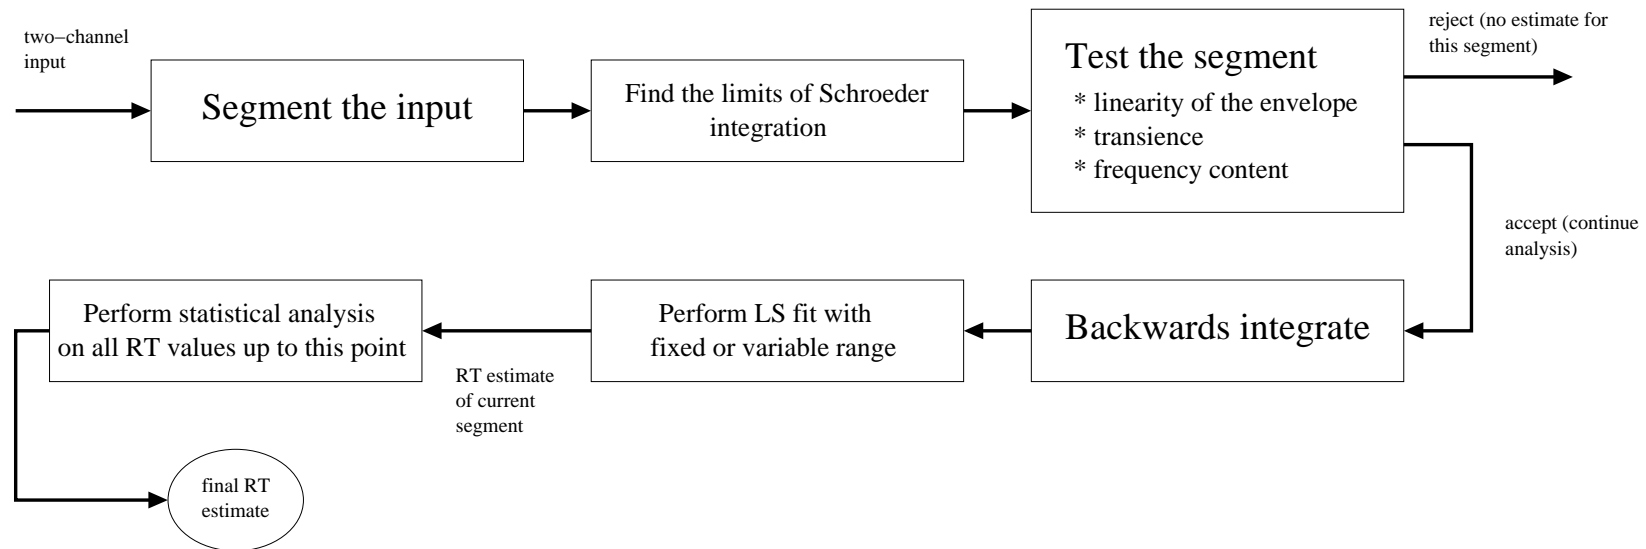 two−channel
input
Segment the input
Find the limits of Schroeder
integration
Test the segment
* linearity of the envelope
* transience
* frequency content
reject (no estimate for
this segment)
accept (continue
analysis)
Backwards integrate
Perform LS fit with
fixed or variable range
RT estimate
of current
segment
Perform statistical analysis
on all RT values up to this point
final RT
estimate